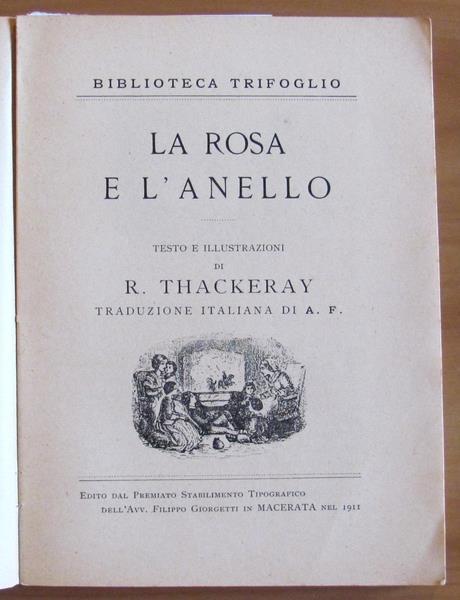 BIBLIOTECA TRIFOGLIO
LA ROSA
E L'ANELLO
TESTO E ILLUSTRAZIONI
DI
R. THACKERAY
TRADUZIONE ITALIANA DI A. F.
EDITO DAL PREMIATO STABILIMENTO TIPOGRAFICO
DELL'AVV. FILIPPO GIORGETTI IN MACERATA NEL 1911